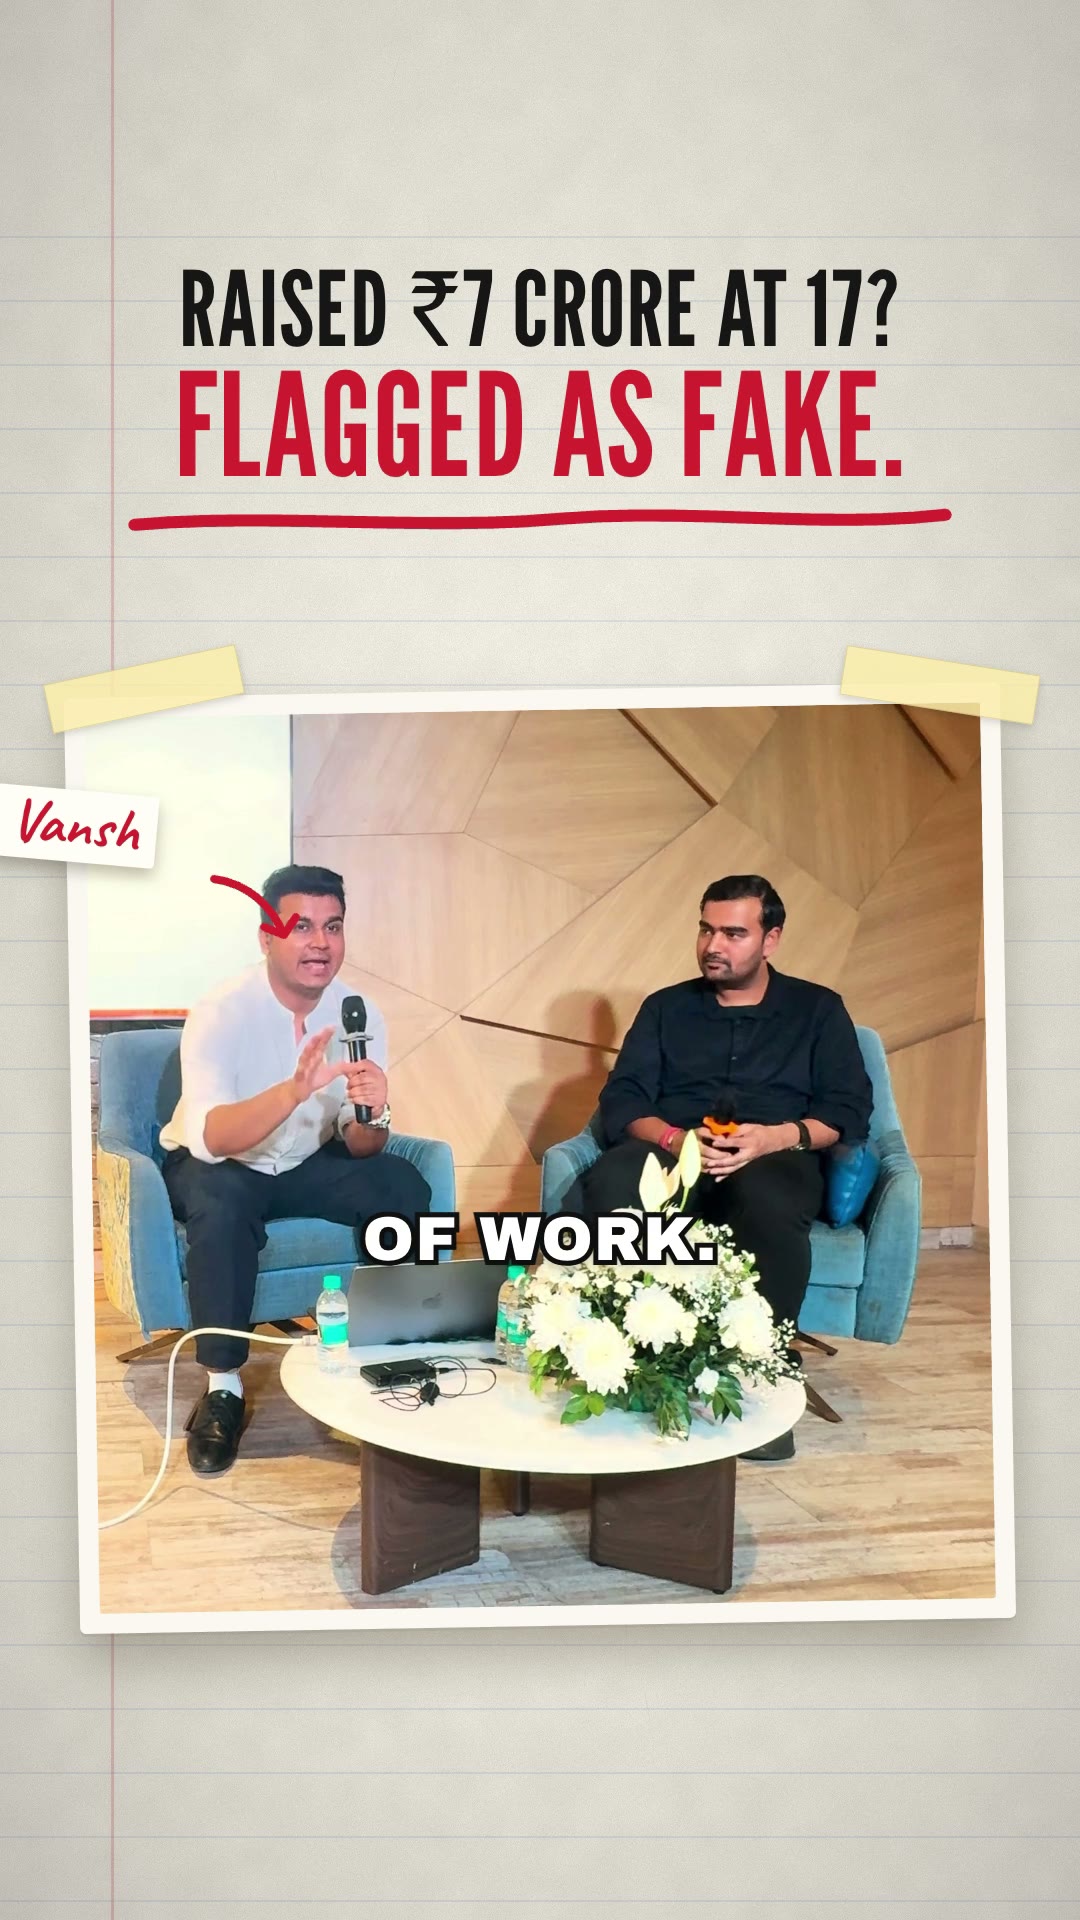 RAISED ₹7 CRORE AT 17?
FLAGGED AS FAKE.
Vansh
OF WORK.